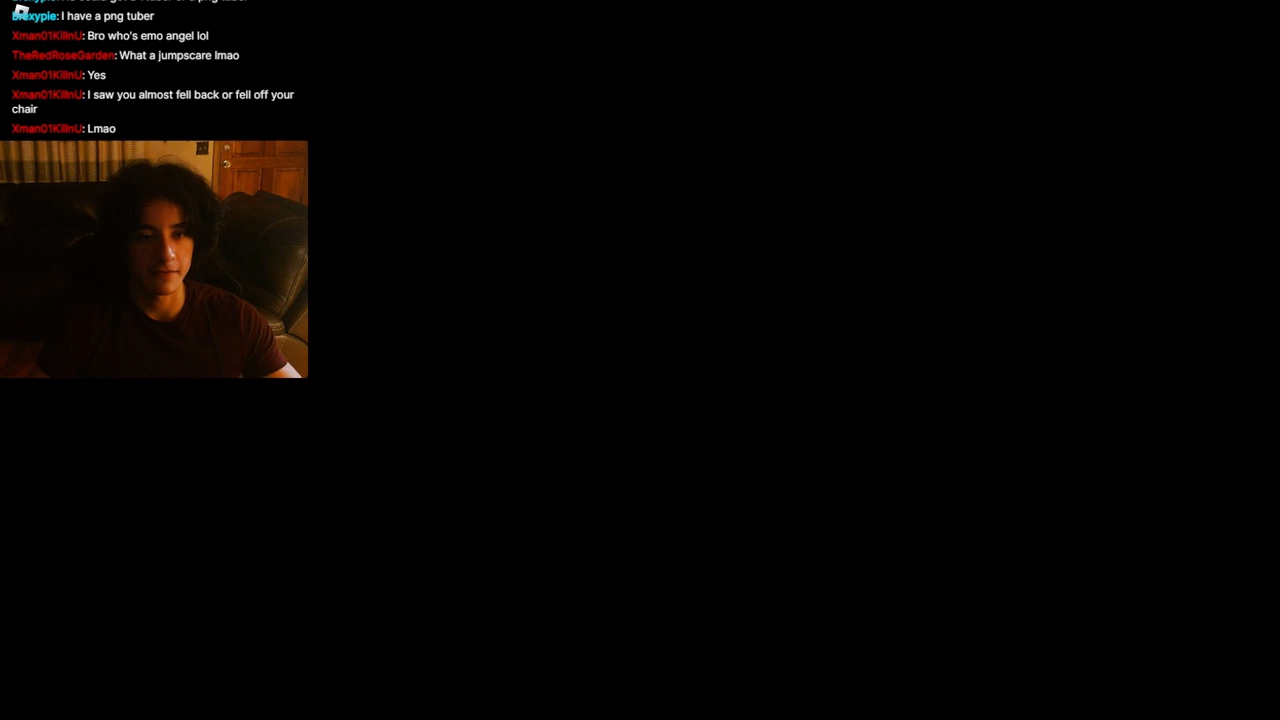 brexypie: I have a png tuber
Xman01KillnU: Bro who's emo angel lol
TheRedRoseGarden: What a jumpscare lmao
Xman01KillnU: Yes
Xman01KillnU: I saw you almost fell back or fell off your
chair
Xman01KillnU: Lmao